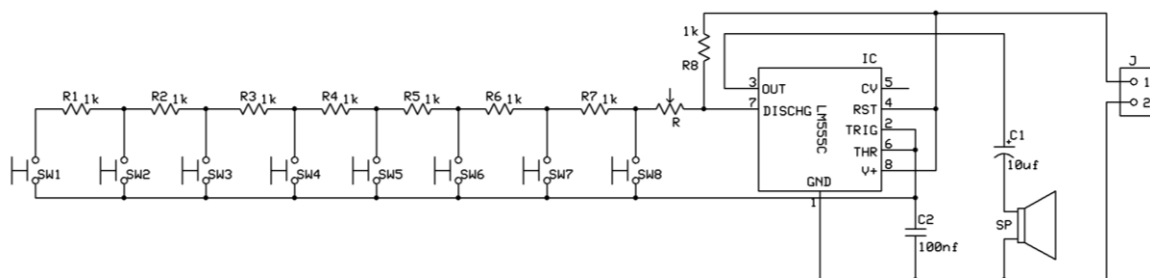 1k
R8
IC
J
R1 1k
R2 1k
R3 1k
R4 1k
R5 1k
R6 1k
R7 1k
R
3 OUT
7 DISCHG
LM555C
CV 5
RST 4
TRIG 2
THR 6
V+ 8
GND
1
1
2
C1
+
10uf
SW1
SW2
SW3
SW4
SW5
SW6
SW7
SW8
C2
100nf
SP